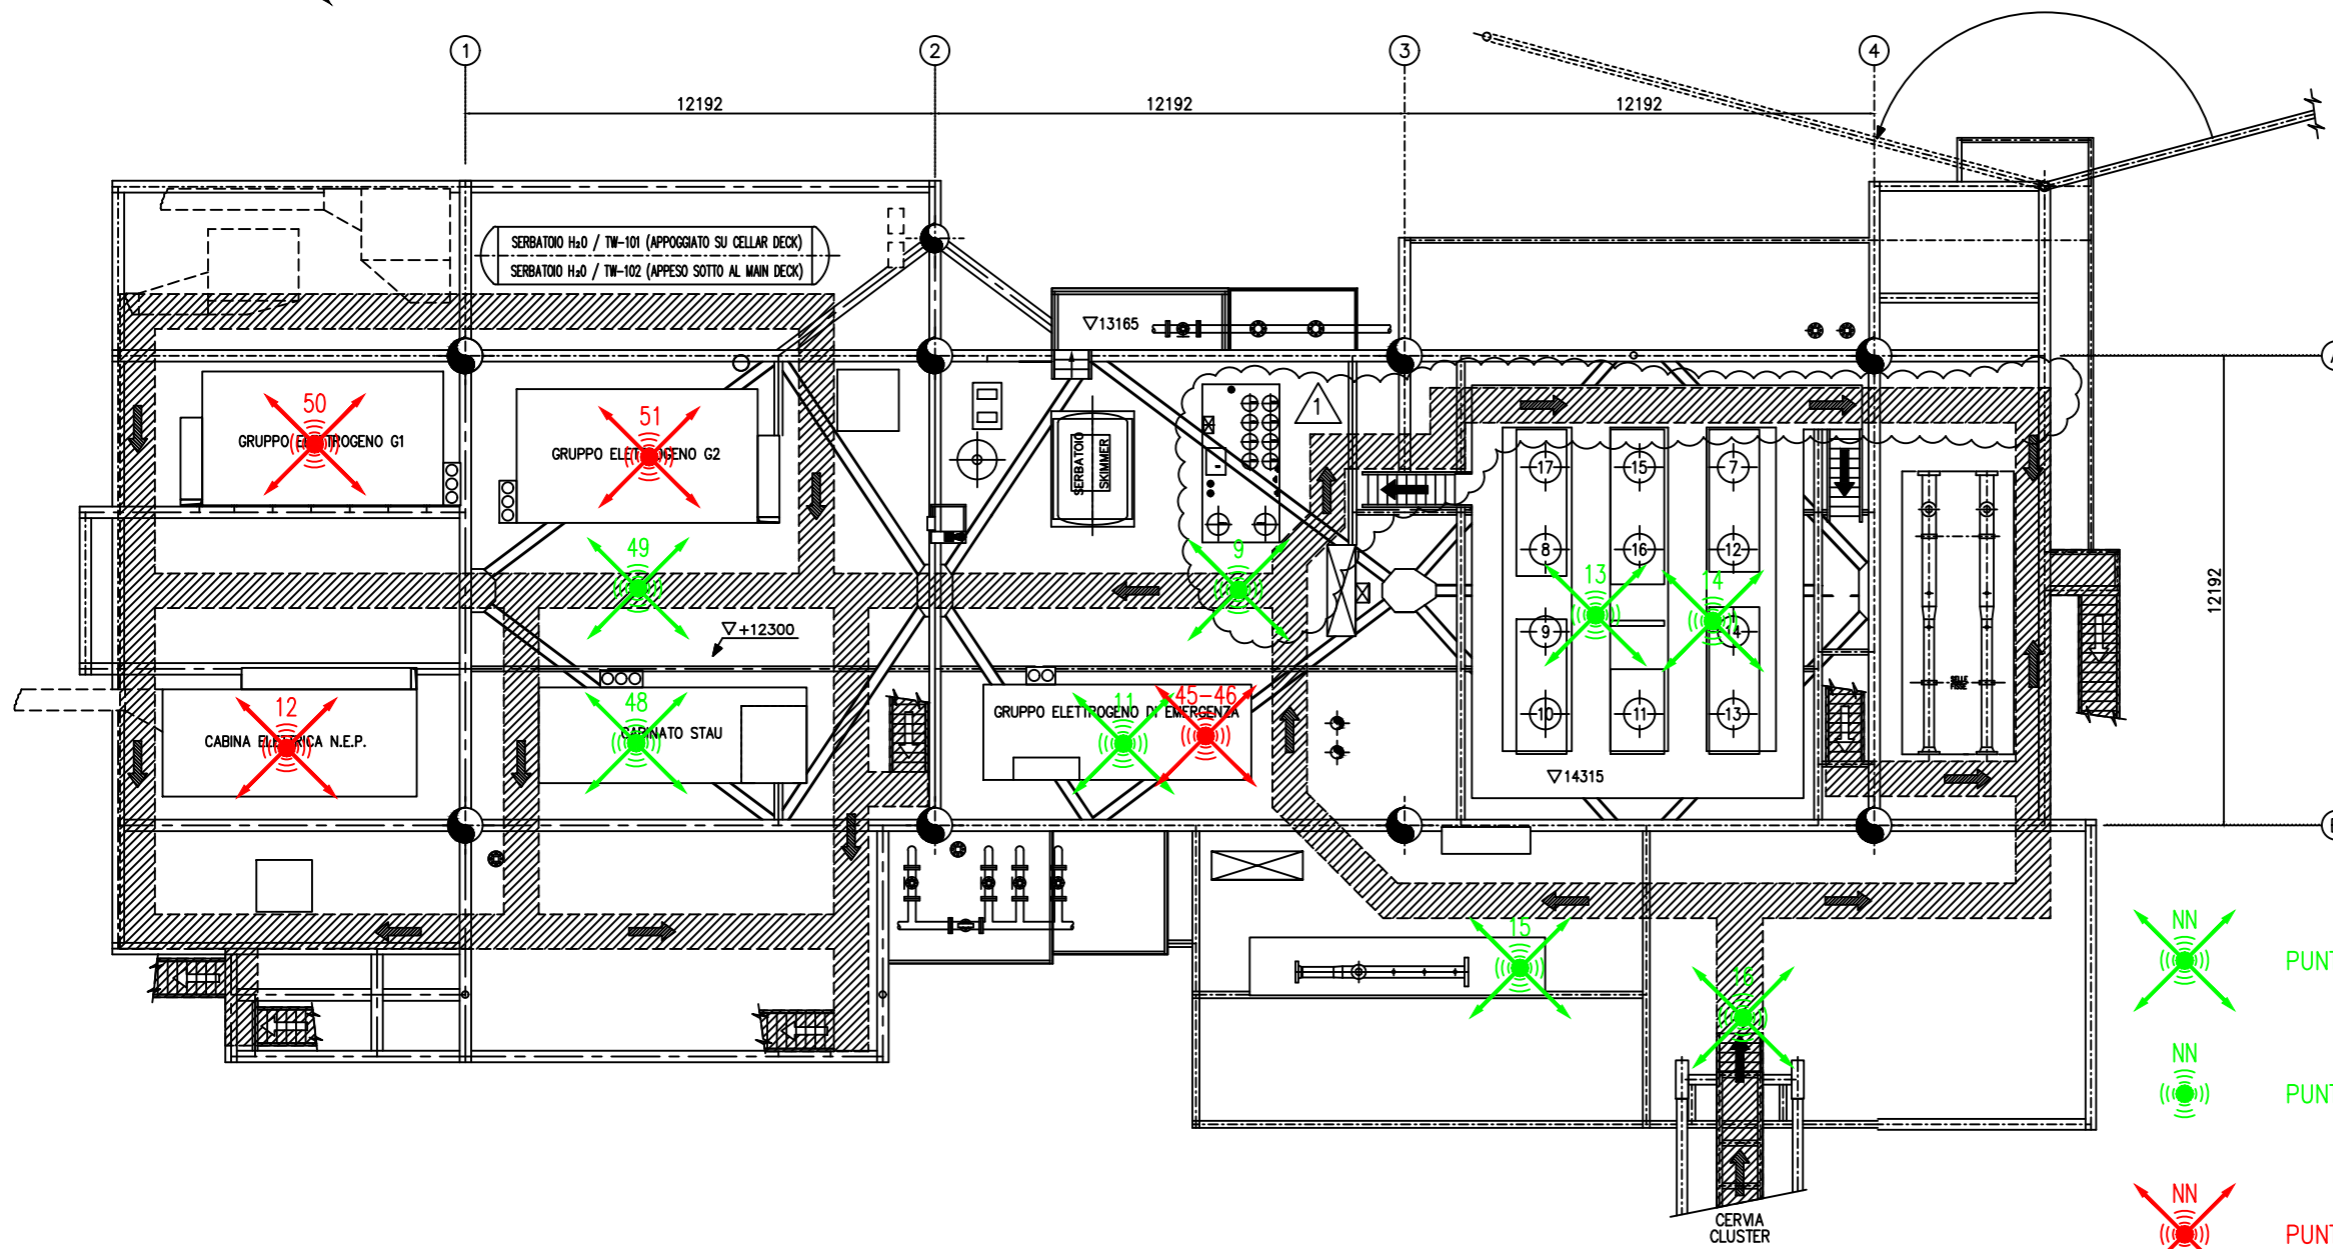 1
2
3
4
12192
12192
12192
SERBATOIO H₂O / TW-101 (APPOGGIATO SU CELLAR DECK)
SERBATOIO H₂O / TW-102 (APPESO SOTTO AL MAIN DECK)
▽13165
A
50
GRUPPO ELETTROGENO G1
51
GRUPPO ELETTROGENO G2
SERBATOIO
SKIMMER
1
17
15
7
8
16
12
49
9
13
14
9
14
10
11
13
▽+12300
12192
12
CABINA ELETTRICA N.E.P.
48
CABINATO STAU
11
45-46
GRUPPO ELETTROGENO DI EMERGENZA
▽14315
15
16
NN
PUNT
NN
PUNT
NN
PUNT
CERVIA
CLUSTER